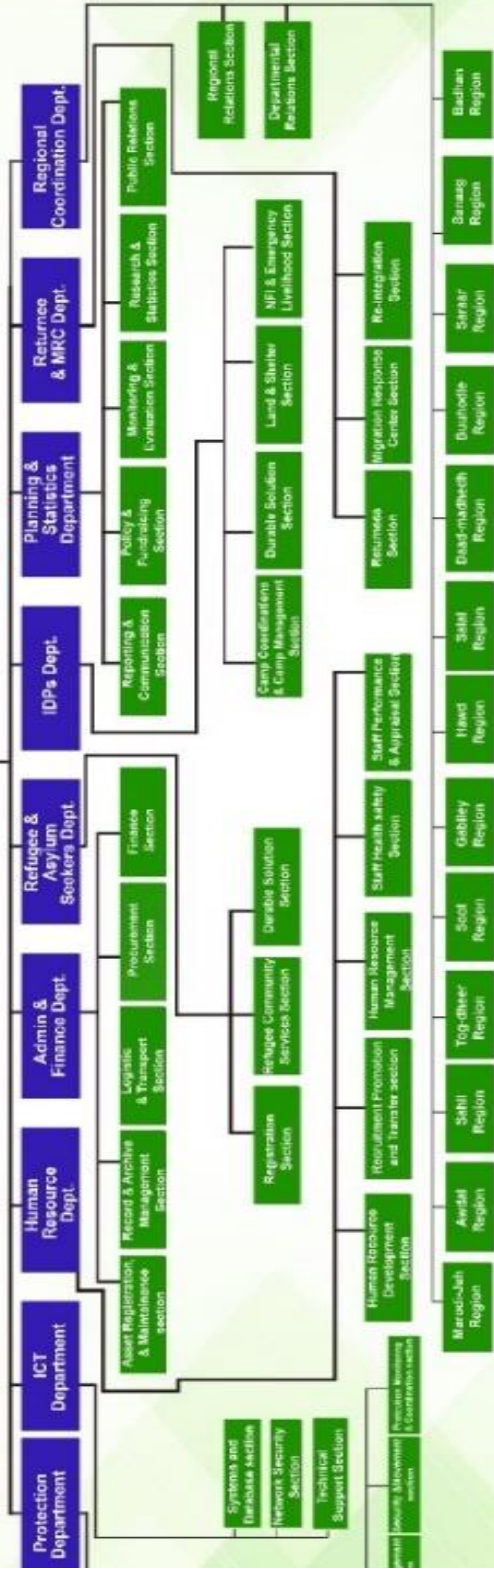 Protection
Department
ICT
Department
Human
Resource
Dept.
Admin &
Finance Dept.
Refugee &
Asylum
Seekers Dept.
IDPs Dept.
Planning &
Statistics
Department
Returnee
& MRC Dept.
Regional
Coordination Dept.
Asset Registration,
& Maintainence
section
Record & Archive
Management
Section
Logistic
& Transport
Section
Procurement
Section
Finance
Section
Reporting &
Communication
Section
Policy &
Fundraising
Section
Monitoring &
Evaluation Section
Research &
Statistics Section
Public Relations
Section
Regional
Relations Section
Departmental
Relations Section
Systems and
Database section
Network Security
Section
Technical
Support Section
Registration
Section
Refugee Community
Services Section
Durable Solution
Section
Camp Coordinations
& Camp Management
Section
Durable Solution
Section
Land & Shelter
Section
NFI & Emergency
Livelihood Section
Human Recource
Development
Section
Recruitment Promotion
and Transfer section
Human Resource
Management
Section
Staff Health safety
Section
Staff Performance
& Appraisal Section
Returnees
Section
Migration Response
Center Section
Re-integration
Section
Security &Movement
section
Protection Monitoring
& Coordination section
Marodi-Jeh
Region
Awdal
Region
Sahil
Region
Tog-dheer
Region
Sool
Region
Gabiley
Region
Hawd
Region
Salal
Region
Daad-madhech
Region
Buuhodle
Region
Saraar
Region
Sanaag
Region
Badhan
Region